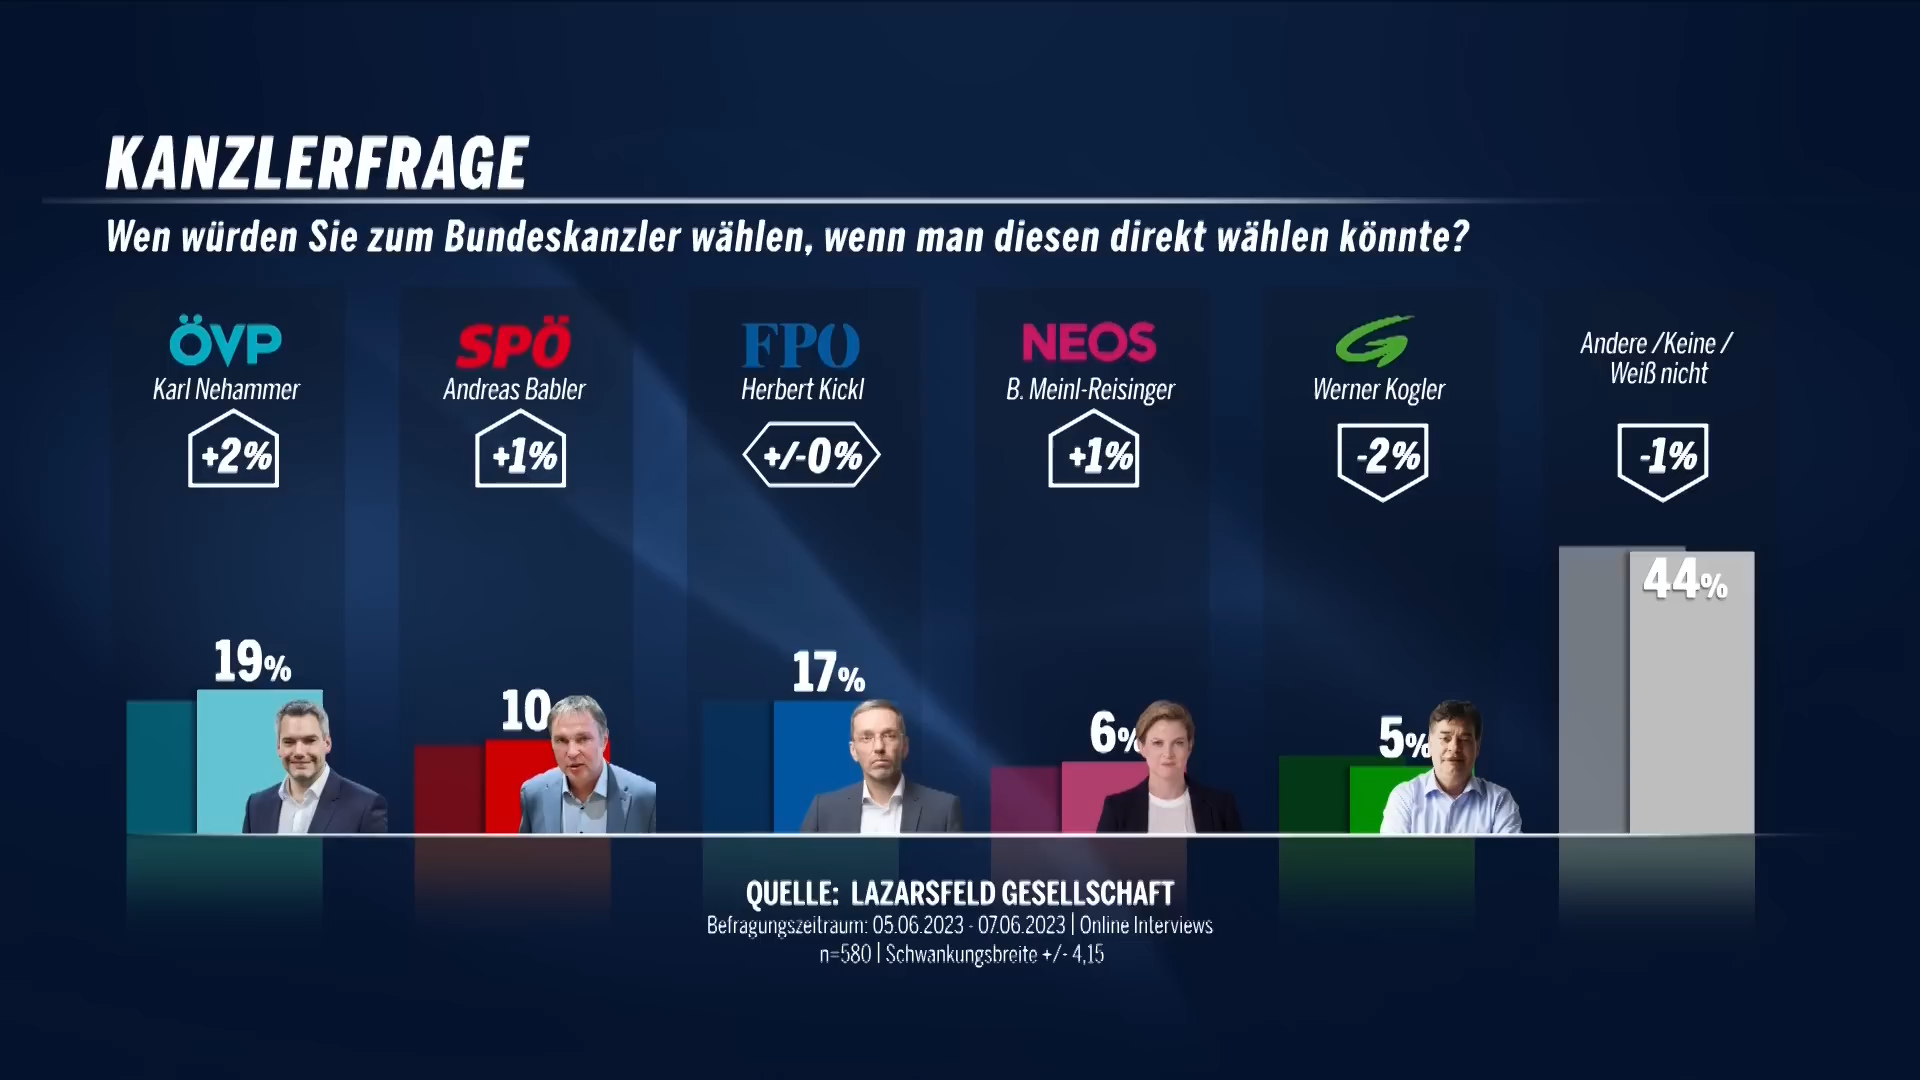 KANZLERFRAGE
Wen würden Sie zum Bundeskanzler wählen, wenn man diesen direkt wählen könnte?
ÖVP
Karl Nehammer
+2%
19%
SPÖ
Andreas Babler
+1%
10
FPÖ
Herbert Kickl
+/-0%
17%
NEOS
B. Meinl-Reisinger
+1%
6%
G
Werner Kogler
-2%
5%
Andere /Keine /
Weiß nicht
-1%
44%
QUELLE: LAZARSFELD GESELLSCHAFT
Befragungszeitraum: 05.06.2023 - 07.06.2023 | Online Interviews
n=580 | Schwankungsbreite +/- 4,15